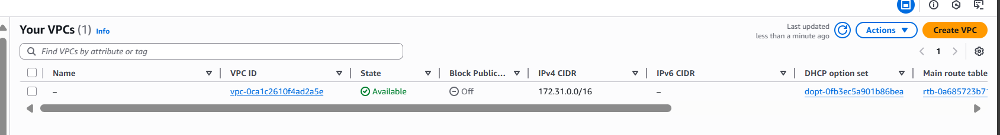 Your VPCs (1) Info
Last updated
less than a minute ago
Actions
Create VPC
Find VPCs by attribute or tag
1
Name VPC ID State Block Public... IPv4 CIDR IPv6 CIDR DHCP option set Main route table
– vpc-0ca1c2610f4ad2a5e Available Off 172.31.0.0/16 – dopt-0fb3ec5a901b86bea rtb-0a685723b7